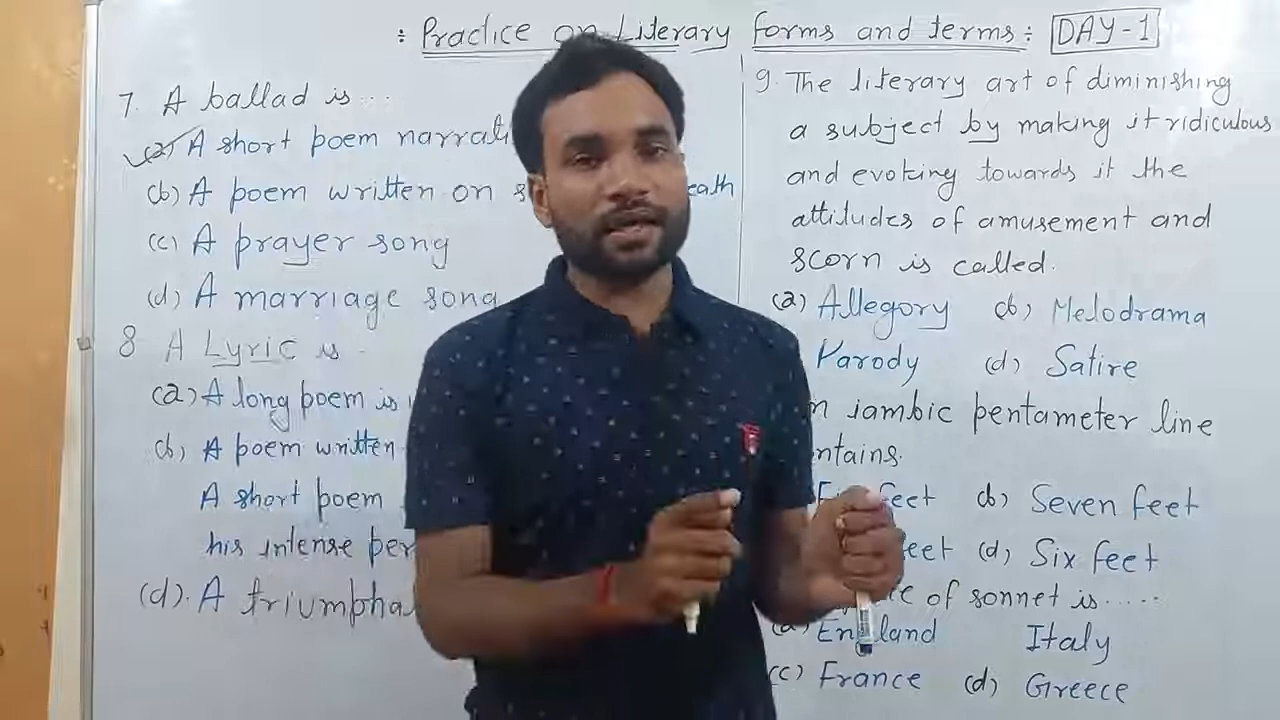 : Practice on Literary forms and terms: DAY-1
7. A ballad is ...
(a) A short poem narrati
(b) A poem written on s eath
(c) A prayer song
(d) A marriage song
8 A Lyric is .
(a) A long poem is
(b) A poem written
A short poem
his intense per
(d). A triumpha
9. The literary art of diminishing
a subject by making it ridiculous
and evoking towards it the
attitudes of amusement and
scorn is called.
(a) Allegory (b) Melodrama
Parody (d) Satire
n iambic pentameter line
ntains.
feet (b) Seven feet
feet (d) Six feet
ce of sonnet is.....
(a) England Italy
(c) France (d) Greece